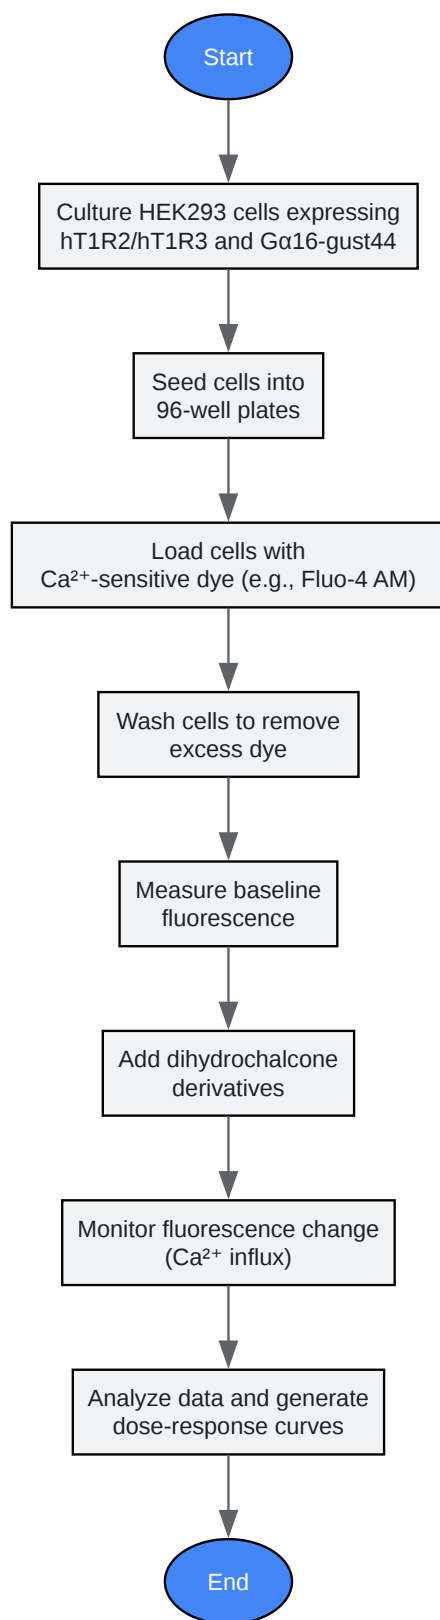 Start
Culture HEK293 cells expressing
hT1R2/hT1R3 and Gα16-gust44
Seed cells into
96-well plates
Load cells with
Ca²⁺-sensitive dye (e.g., Fluo-4 AM)
Wash cells to remove
excess dye
Measure baseline
fluorescence
Add dihydrochalcone
derivatives
Monitor fluorescence change
(Ca²⁺ influx)
Analyze data and generate
dose-response curves
End